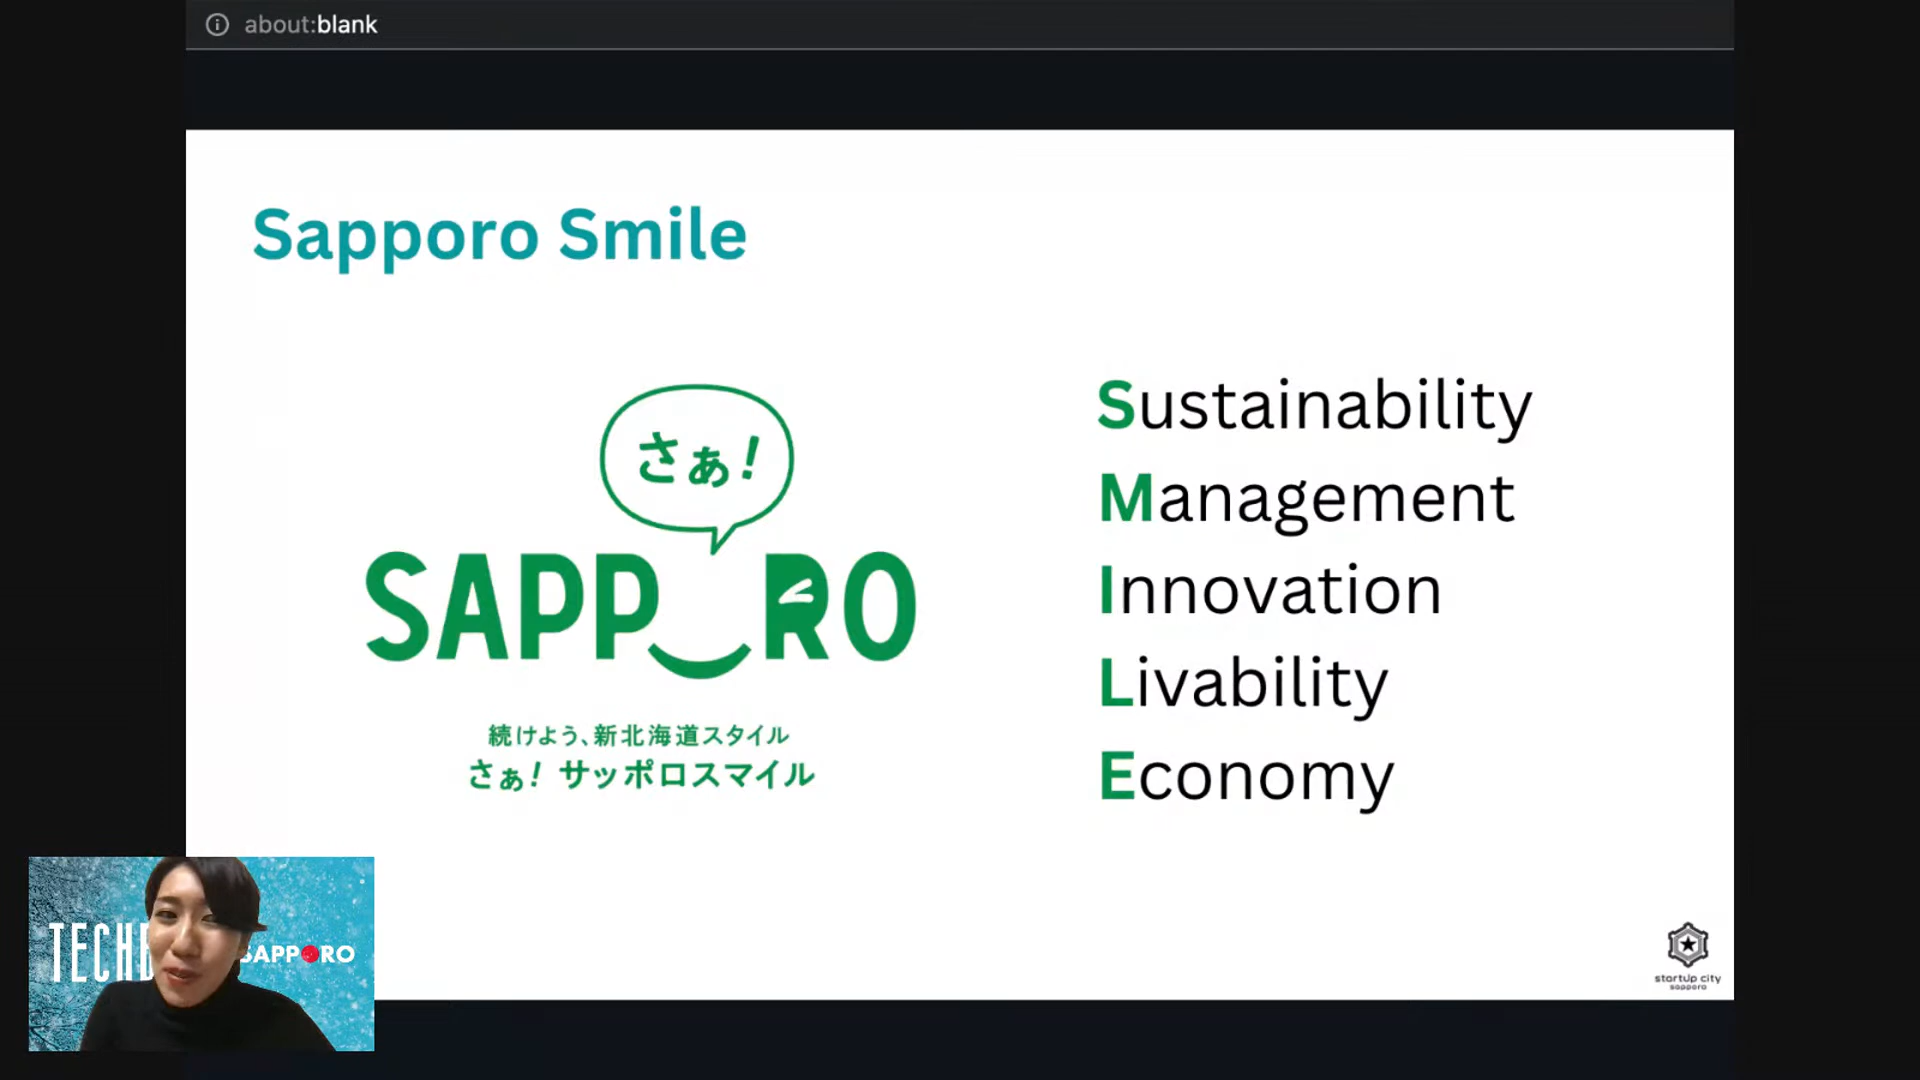 about:blank
Sapporo Smile
さぁ!
SAPPORO
続けよう、新北海道スタイル
さぁ! サッポロスマイル
Sustainability
Management
Innovation
Livability
Economy
TECHB
SAPPORO
startup city
sapporo